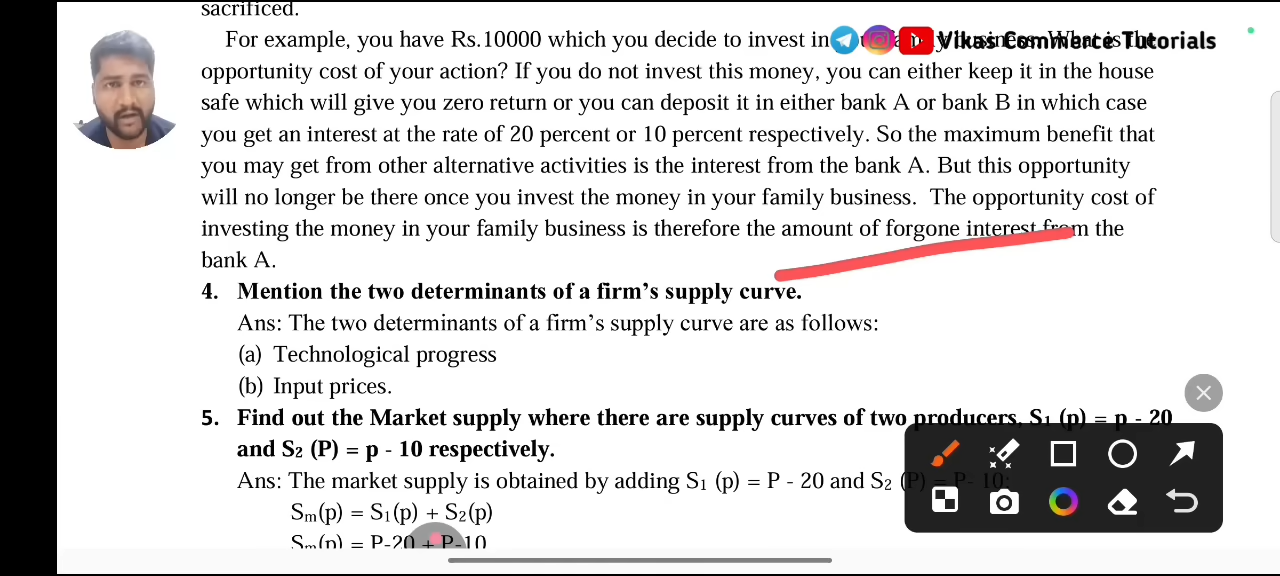 sacrificed.
Vikas Commerce Tutorials
For example, you have Rs.10000 which you decide to invest in
opportunity cost of your action? If you do not invest this money, you can either keep it in the house
safe which will give you zero return or you can deposit it in either bank A or bank B in which case
you get an interest at the rate of 20 percent or 10 percent respectively. So the maximum benefit that
you may get from other alternative activities is the interest from the bank A. But this opportunity
will no longer be there once you invest the money in your family business. The opportunity cost of
investing the money in your family business is therefore the amount of forgone interest from the
bank A.
4. Mention the two determinants of a firm's supply curve.
Ans: The two determinants of a firm's supply curve are as follows:
(a) Technological progress
(b) Input prices.
5. Find out the Market supply where there are supply curves of two producers, S₁ (p) = p - 20
and S₂ (P) = p - 10 respectively.
Ans: The market supply is obtained by adding S₁ (p) = P - 20 and S₂ (P) = P- 10:
Sₘ(p) = S₁(p) + S₂(p)
Sₘ(p) = P-20 + P-10